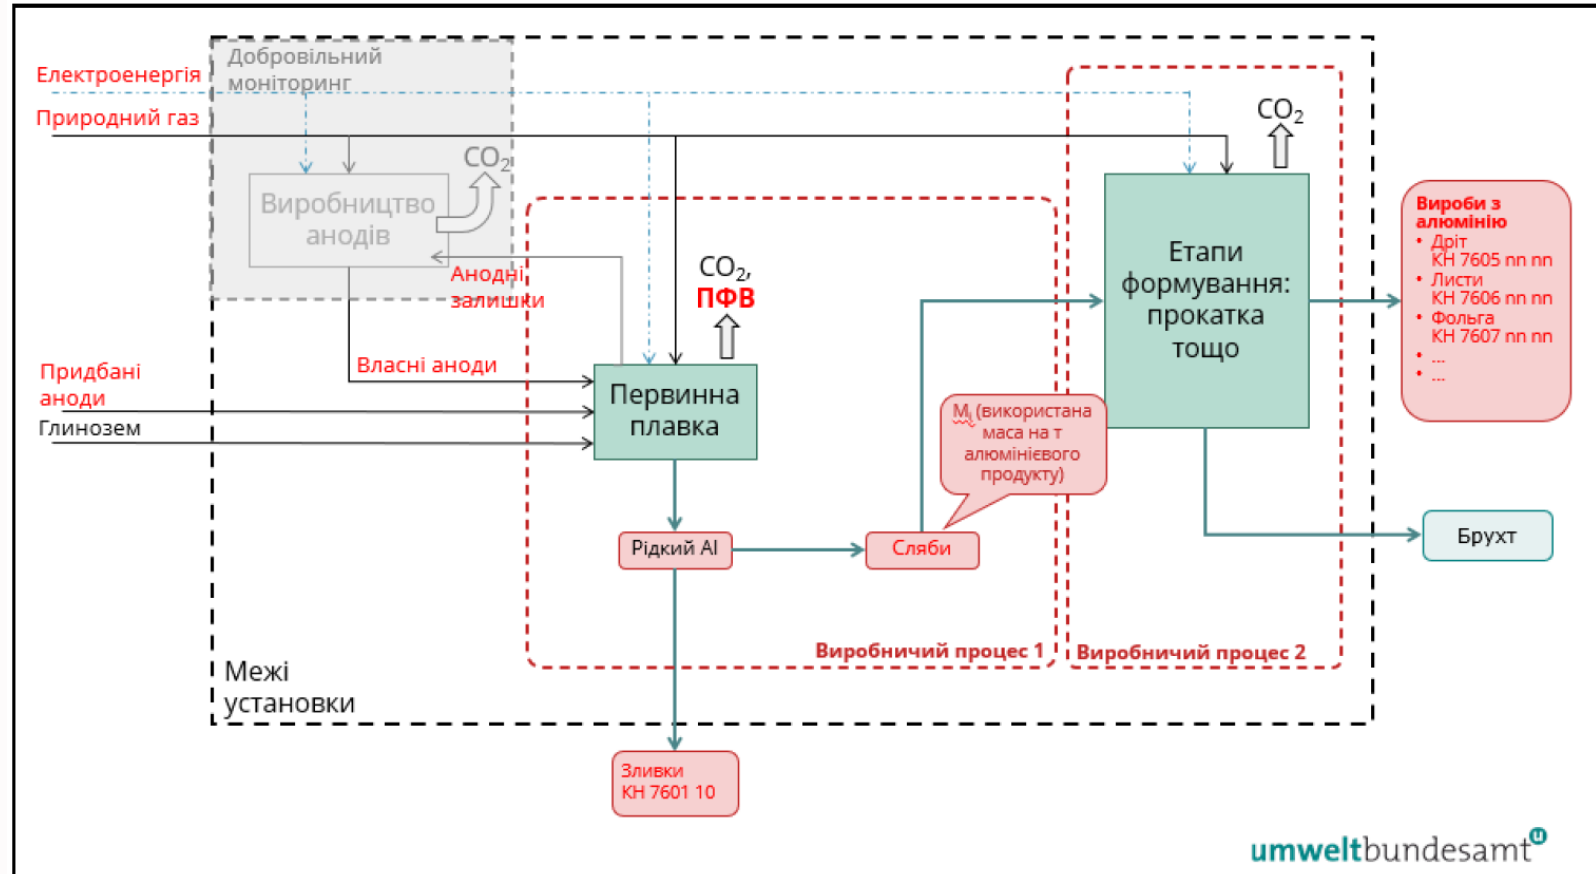 Добровільний
моніторинг
Електроенергія
Природний газ
CO2
Виробництво
анодів
Анодні
залишки
CO2,
ПФВ
CO2
Етапи
формування:
прокатка
тощо
Вироби з
алюмінію
• Дріт
КН 7605 nn nn
• Листи
КН 7606 nn nn
• Фольга
КН 7607 nn nn
• ...
• ...
Власні аноди
Придбані
аноди
Глинозем
Первинна
плавка
Mi (використана
маса на т
алюмінієвого
продукту)
Рідкий Al
Сляби
Брухт
Виробничий процес 1
Виробничий процес 2
Межі
установки
Зливки
КН 7601 10
umweltbundesamt u